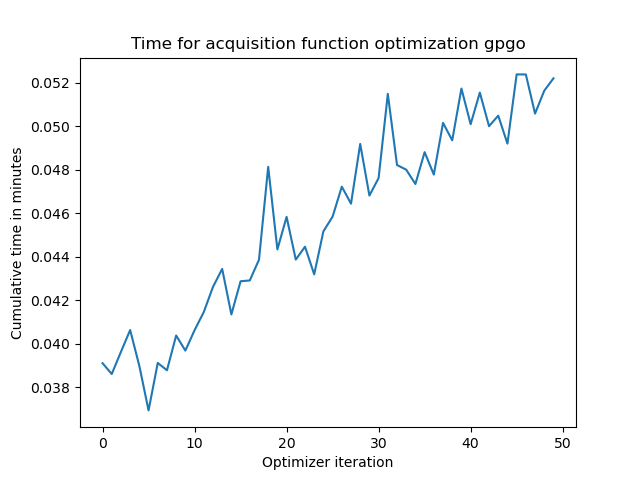 Time for acquisition function optimization gpgo
Cumulative time in minutes
0.052
0.050
0.048
0.046
0.044
0.042
0.040
0.038
0 10 20 30 40 50
Optimizer iteration